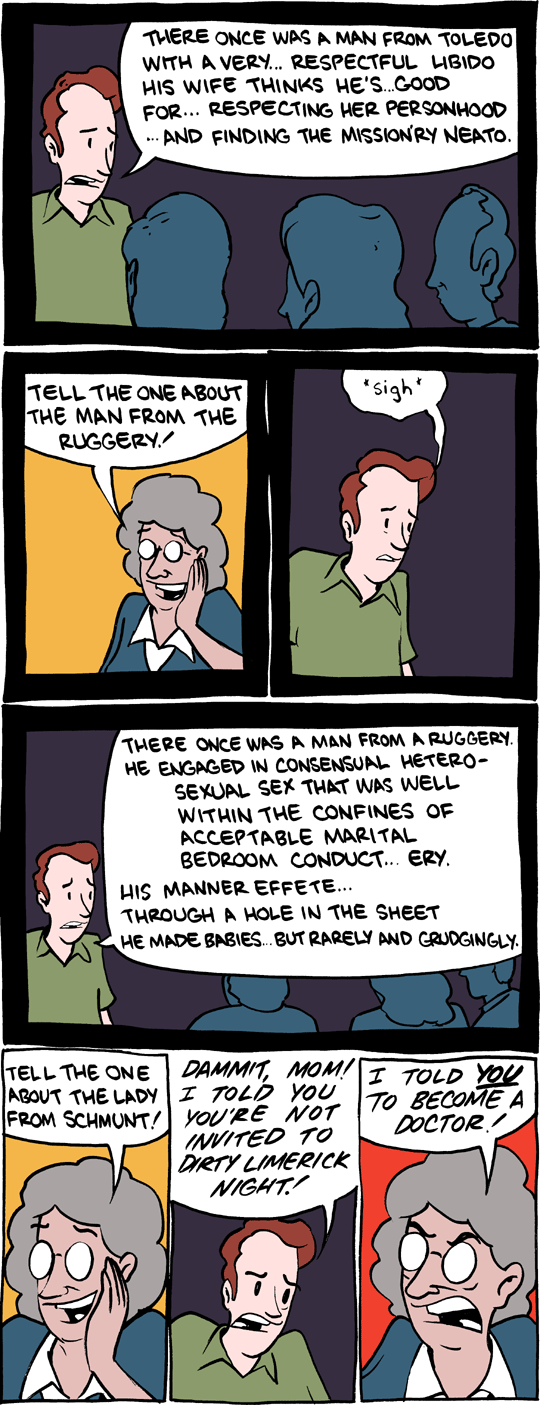 THERE ONCE WAS A MAN FROM TOLEDO
WITH A VERY... RESPECTFUL LIBIDO
HIS WIFE THINKS HE'S...GOOD
FOR... RESPECTING HER PERSONHOOD
...AND FINDING THE MISSION'RY NEATO.
TELL THE ONE ABOUT
THE MAN FROM THE
RUGGERY!
*sigh*
THERE ONCE WAS A MAN FROM A RUGGERY.
HE ENGAGED IN CONSENSUAL HETERO-
SEXUAL SEX THAT WAS WELL
WITHIN THE CONFINES OF
ACCEPTABLE MARITAL
BEDROOM CONDUCT... ERY.
HIS MANNER EFFETE...
THROUGH A HOLE IN THE SHEET
HE MADE BABIES...BUT RARELY AND GRUDGINGLY.
TELL THE ONE
ABOUT THE LADY
FROM SCHMUNT!
DAMMIT, MOM!
I TOLD YOU
YOU'RE NOT
INVITED TO
DIRTY LIMERICK
NIGHT!
I TOLD YOU
TO BECOME A
DOCTOR!